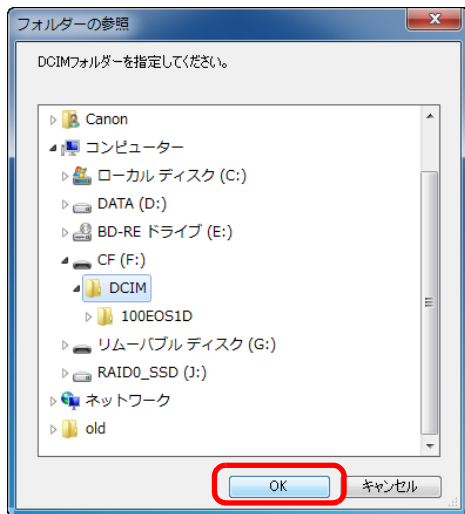 フォルダーの参照
DCIMフォルダーを指定してください。
Canon
コンピューター
ローカル ディスク (C:)
DATA (D:)
BD-RE ドライブ (E:)
CF (F:)
DCIM
100EOS1D
リムーバブル ディスク (G:)
RAID0_SSD (J:)
ネットワーク
old
OK キャンセル